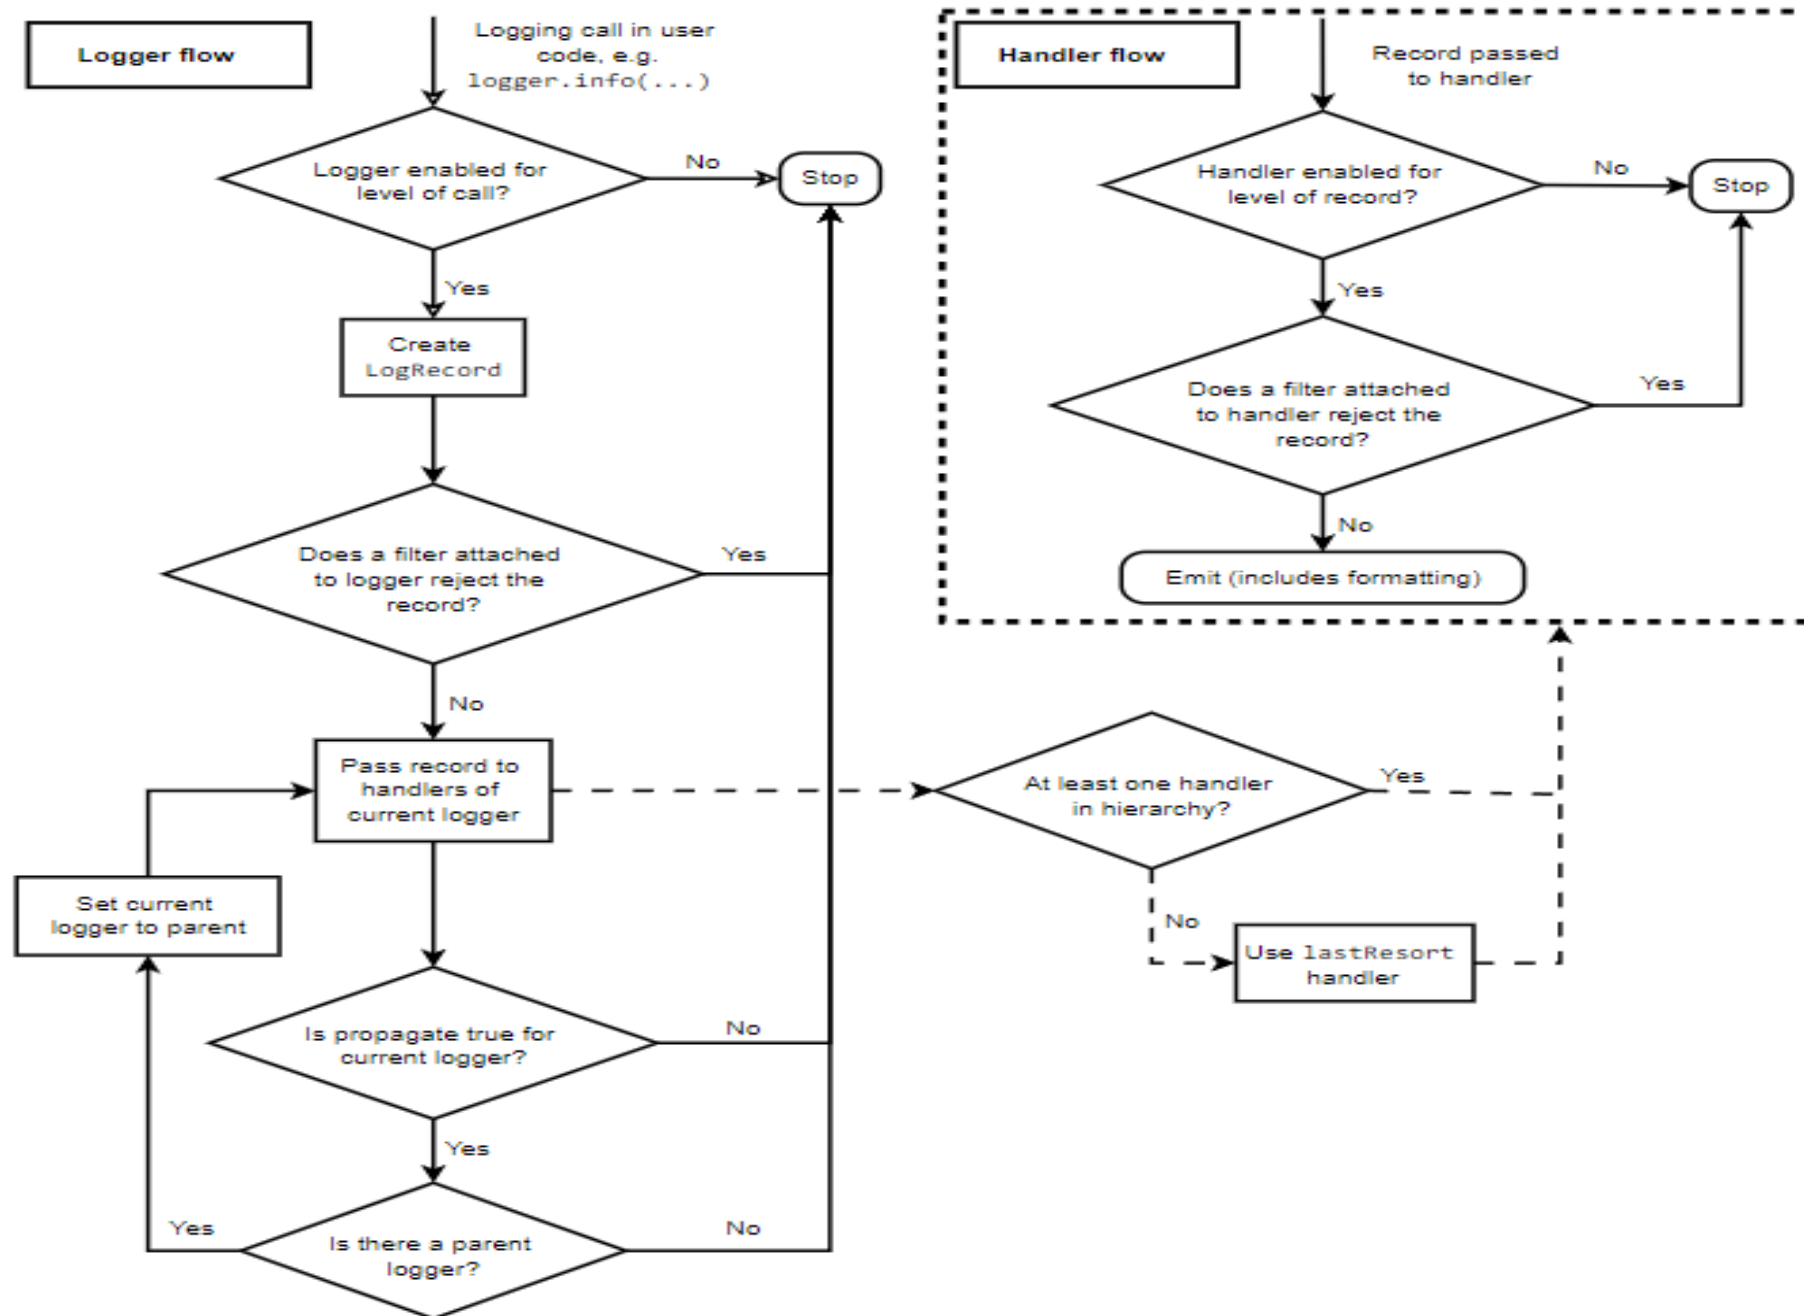 Logger flow
Logging call in user
code, e.g.
logger.info(...)
Logger enabled for
level of call?
No
Stop
Yes
Create
LogRecord
Does a filter attached
to logger reject the
record?
Yes
No
Pass record to
handlers of
current logger
Set current
logger to parent
Is propagate true for
current logger?
No
Yes
Is there a parent
logger?
Yes
No
Handler flow
Record passed
to handler
Handler enabled for
level of record?
No
Stop
Yes
Does a filter attached
to handler reject the
record?
Yes
No
Emit (includes formatting)
At least one handler
in hierarchy?
Yes
No
Use lastResort
handler